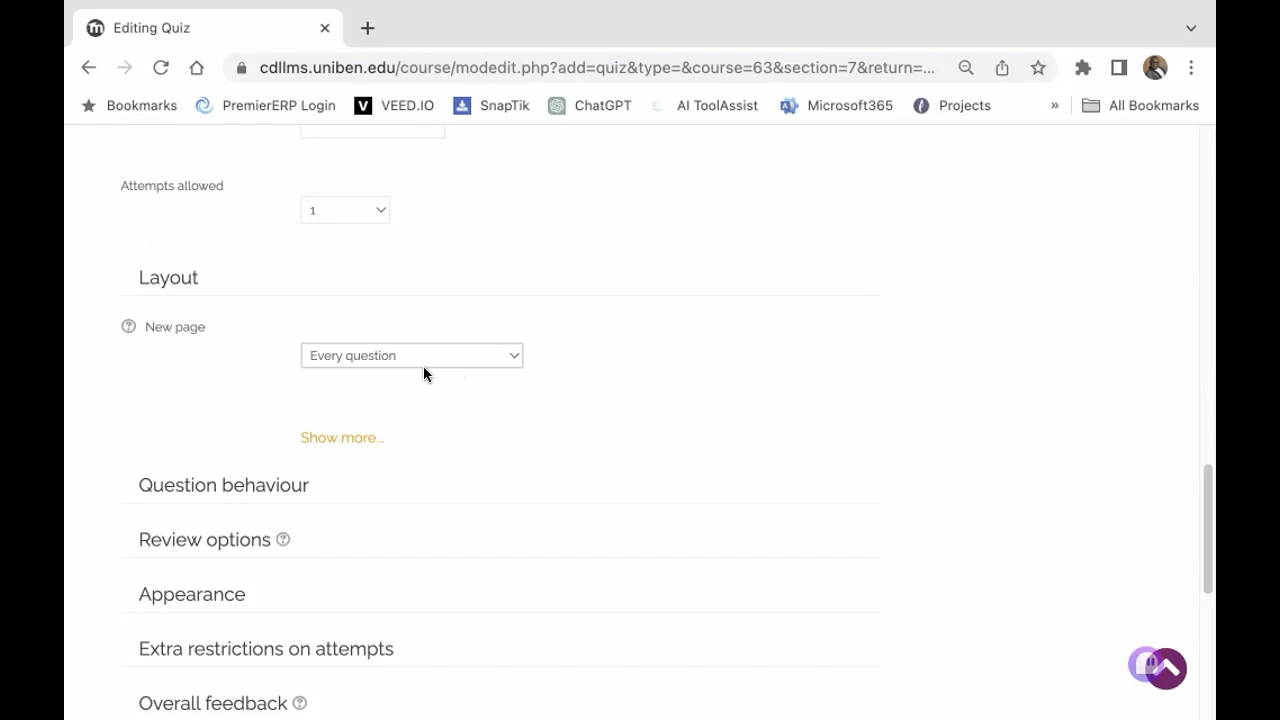 Editing Quiz
cdllms.uniben.edu/course/modedit.php?add=quiz&type=&course=63&section=7&return=...
Bookmarks PremierERP Login V VEED.IO SnapTik ChatGPT AI ToolAssist Microsoft365 Projects » All Bookmarks
Attempts allowed
1
Layout
New page
Every question
Show more...
Question behaviour
Review options
Appearance
Extra restrictions on attempts
Overall feedback